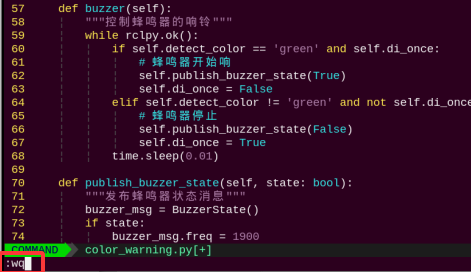 57 def buzzer(self):
58 """控制蜂鸣器的响铃"""
59 while rclpy.ok():
60 if self.detect_color == 'green' and self.di_once:
61 # 蜂鸣器开始响
62 self.publish_buzzer_state(True)
63 self.di_once = False
64 elif self.detect_color != 'green' and not self.di_once
65 # 蜂鸣器停止
66 self.publish_buzzer_state(False)
67 self.di_once = True
68 time.sleep(0.01)
69
70 def publish_buzzer_state(self, state: bool):
71 """发布蜂鸣器状态消息"""
72 buzzer_msg = BuzzerState()
73 if state:
74 buzzer_msg.freq = 1900
COMMAND color_warning.py[+]
:wq